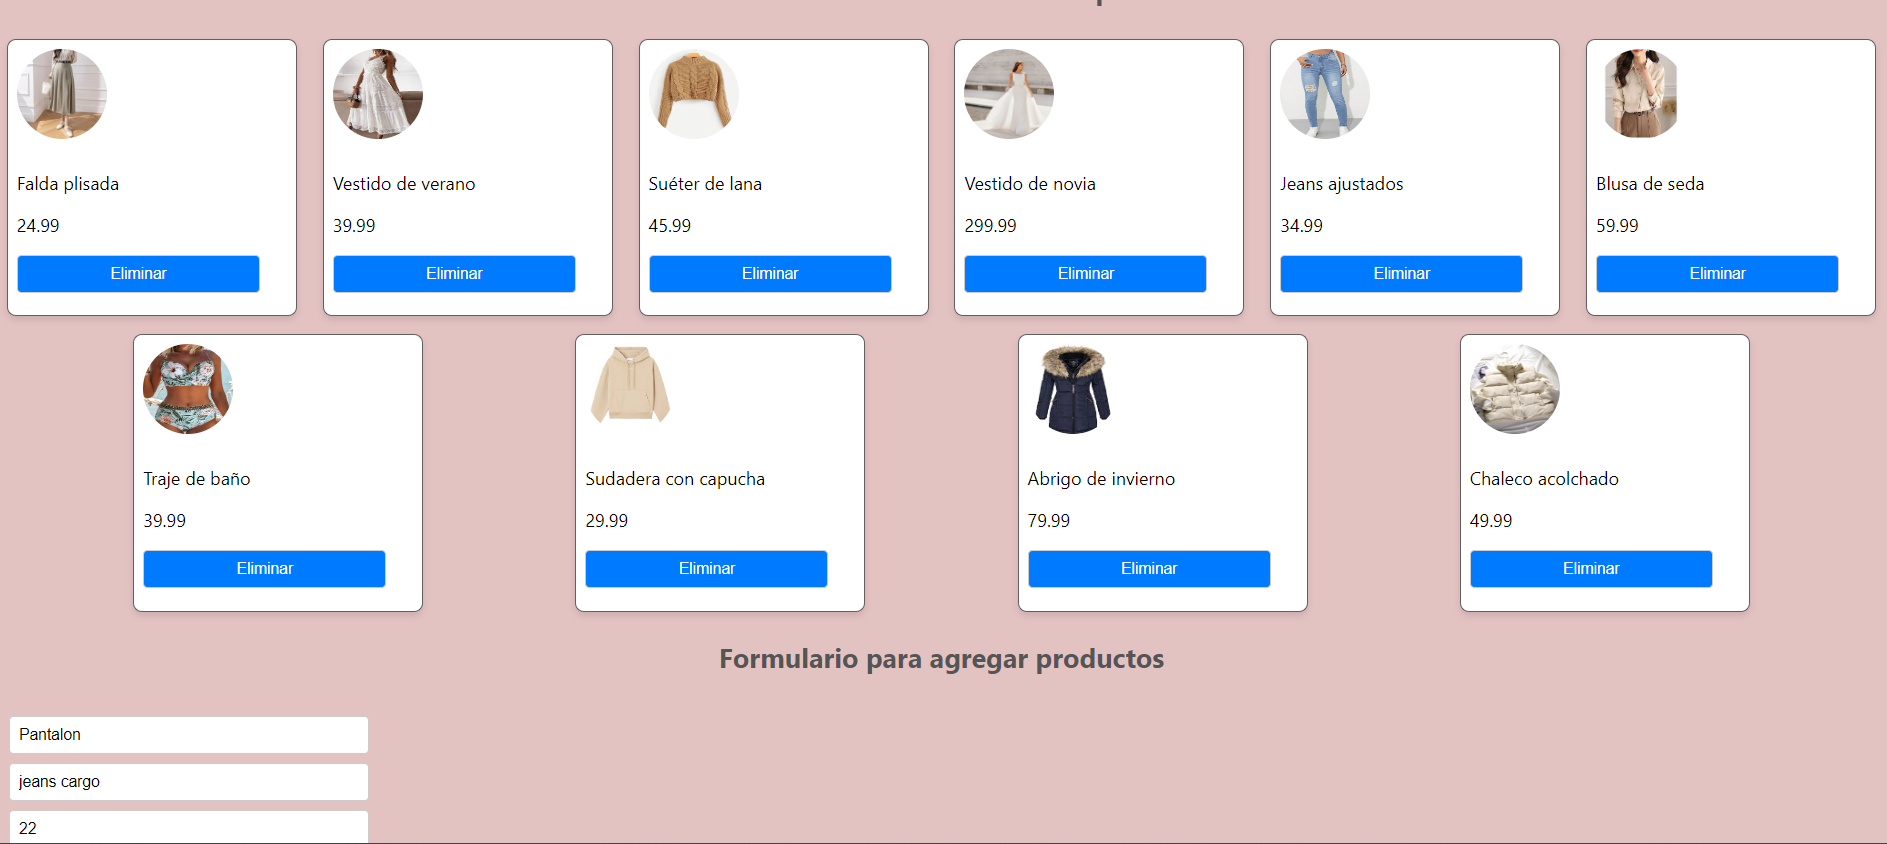 Falda plisada
24.99
Eliminar
Vestido de verano
39.99
Eliminar
Suéter de lana
45.99
Eliminar
Vestido de novia
299.99
Eliminar
Jeans ajustados
34.99
Eliminar
Blusa de seda
59.99
Eliminar
Traje de baño
39.99
Eliminar
Sudadera con capucha
29.99
Eliminar
Abrigo de invierno
79.99
Eliminar
Chaleco acolchado
49.99
Eliminar
Formulario para agregar productos
Pantalon
jeans cargo
22